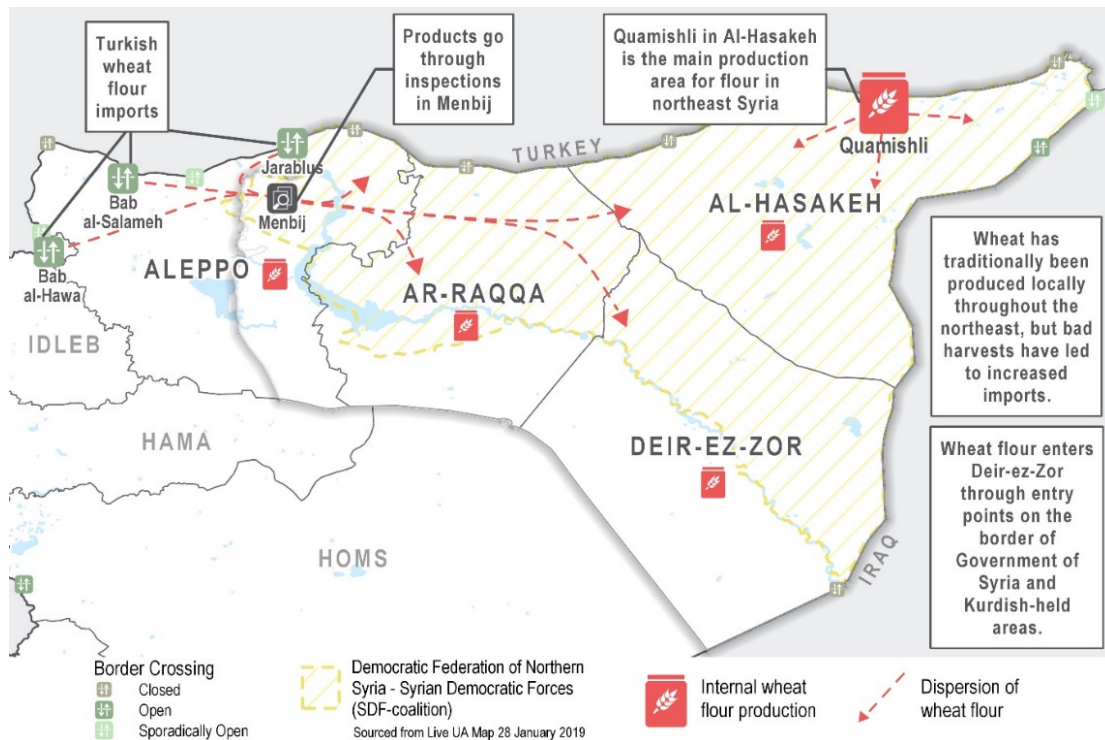 Turkish
wheat
flour
imports
Products go
through
inspections
in Menbij
Quamishli in Al-Hasakeh
is the main production
area for flour in
northeast Syria
TURKEY
Quamishli
Jarablus
Bab
al-Salameh
Menbij
Bab
al-Hawa
ALEPPO
AL-HASAKEH
AR-RAQQA
IDLEB
HAMA
DEIR-EZ-ZOR
HOMS
IRAQ
Wheat has
traditionally been
produced locally
throughout the
northeast, but bad
harvests have led
to increased
imports.
Wheat flour enters
Deir-ez-Zor
through entry
points on the
border of
Government of
Syria and
Kurdish-held
areas.
Border Crossing
Closed
Open
Sporadically Open
Democratic Federation of Northern
Syria - Syrian Democratic Forces
(SDF-coalition)
Sourced from Live UA Map 28 January 2019
Internal wheat
flour production
Dispersion of
wheat flour